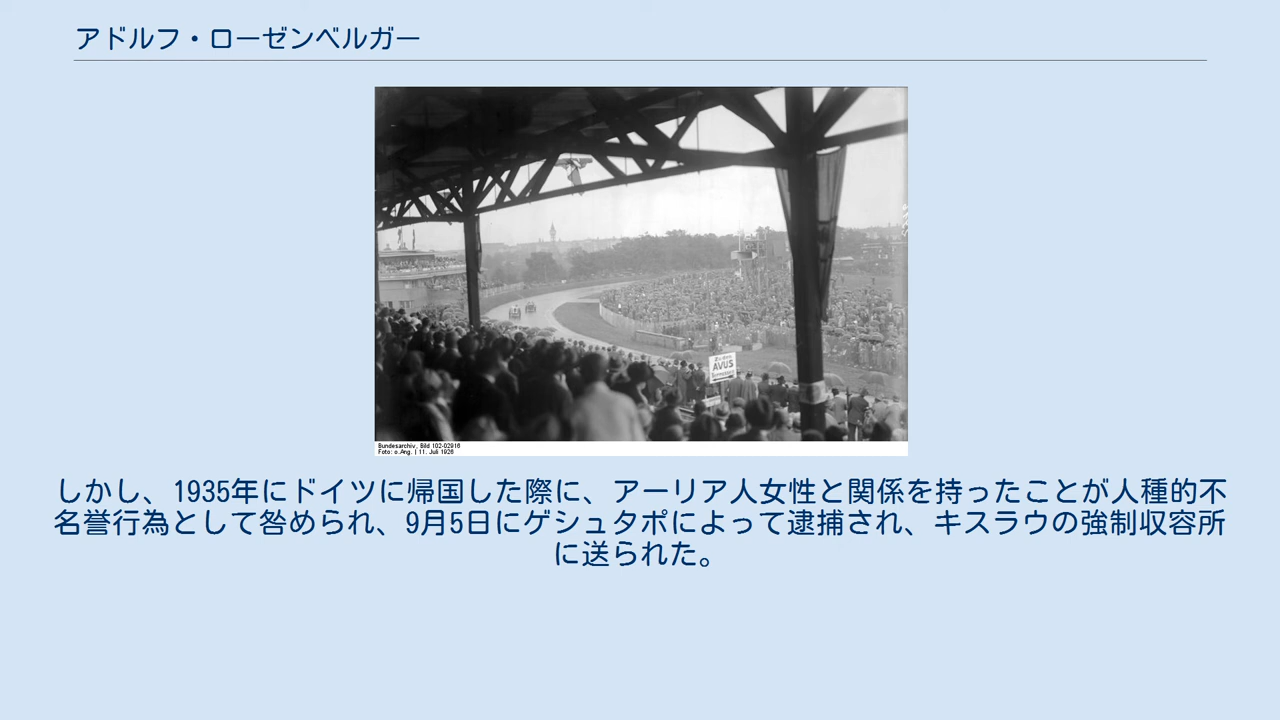 アドルフ・ローゼンベルガー
AVUS
Bundesarchiv, Bild 102-02916
Foto: o.Ang. | 11. Juli 1926
しかし、1935年にドイツに帰国した際に、アーリア人女性と関係を持ったことが人種的不
名誉行為として咎められ、9月5日にゲシュタポによって逮捕され、キスラウの強制収容所
に送られた。